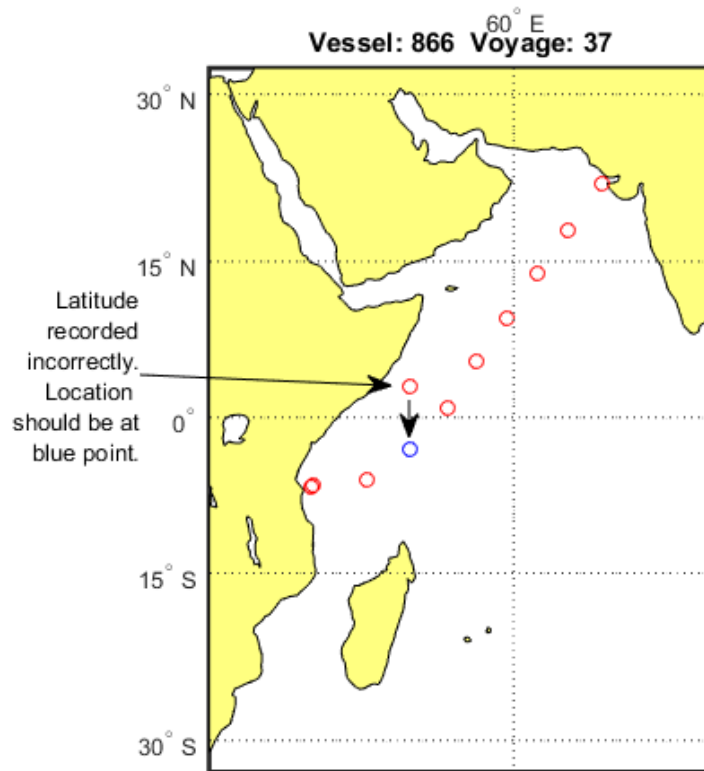 60° E
Vessel: 866 Voyage: 37
30° N
15° N
Latitude
recorded
incorrectly.
Location
should be at
blue point.
0°
15° S
30° S